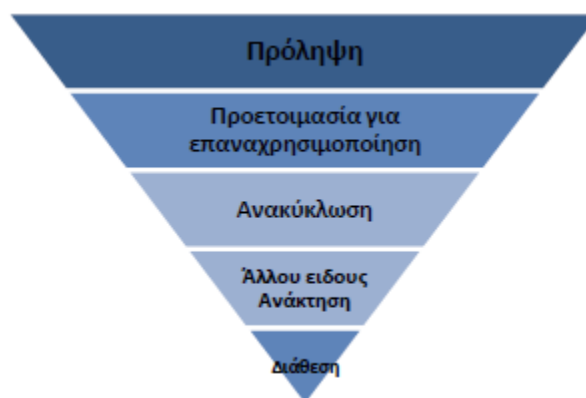 Πρόληψη
Προετοιμασία για
επαναχρησιμοποίηση
Ανακύκλωση
Άλλου ειδους
Ανάκτηση
Διάθεση